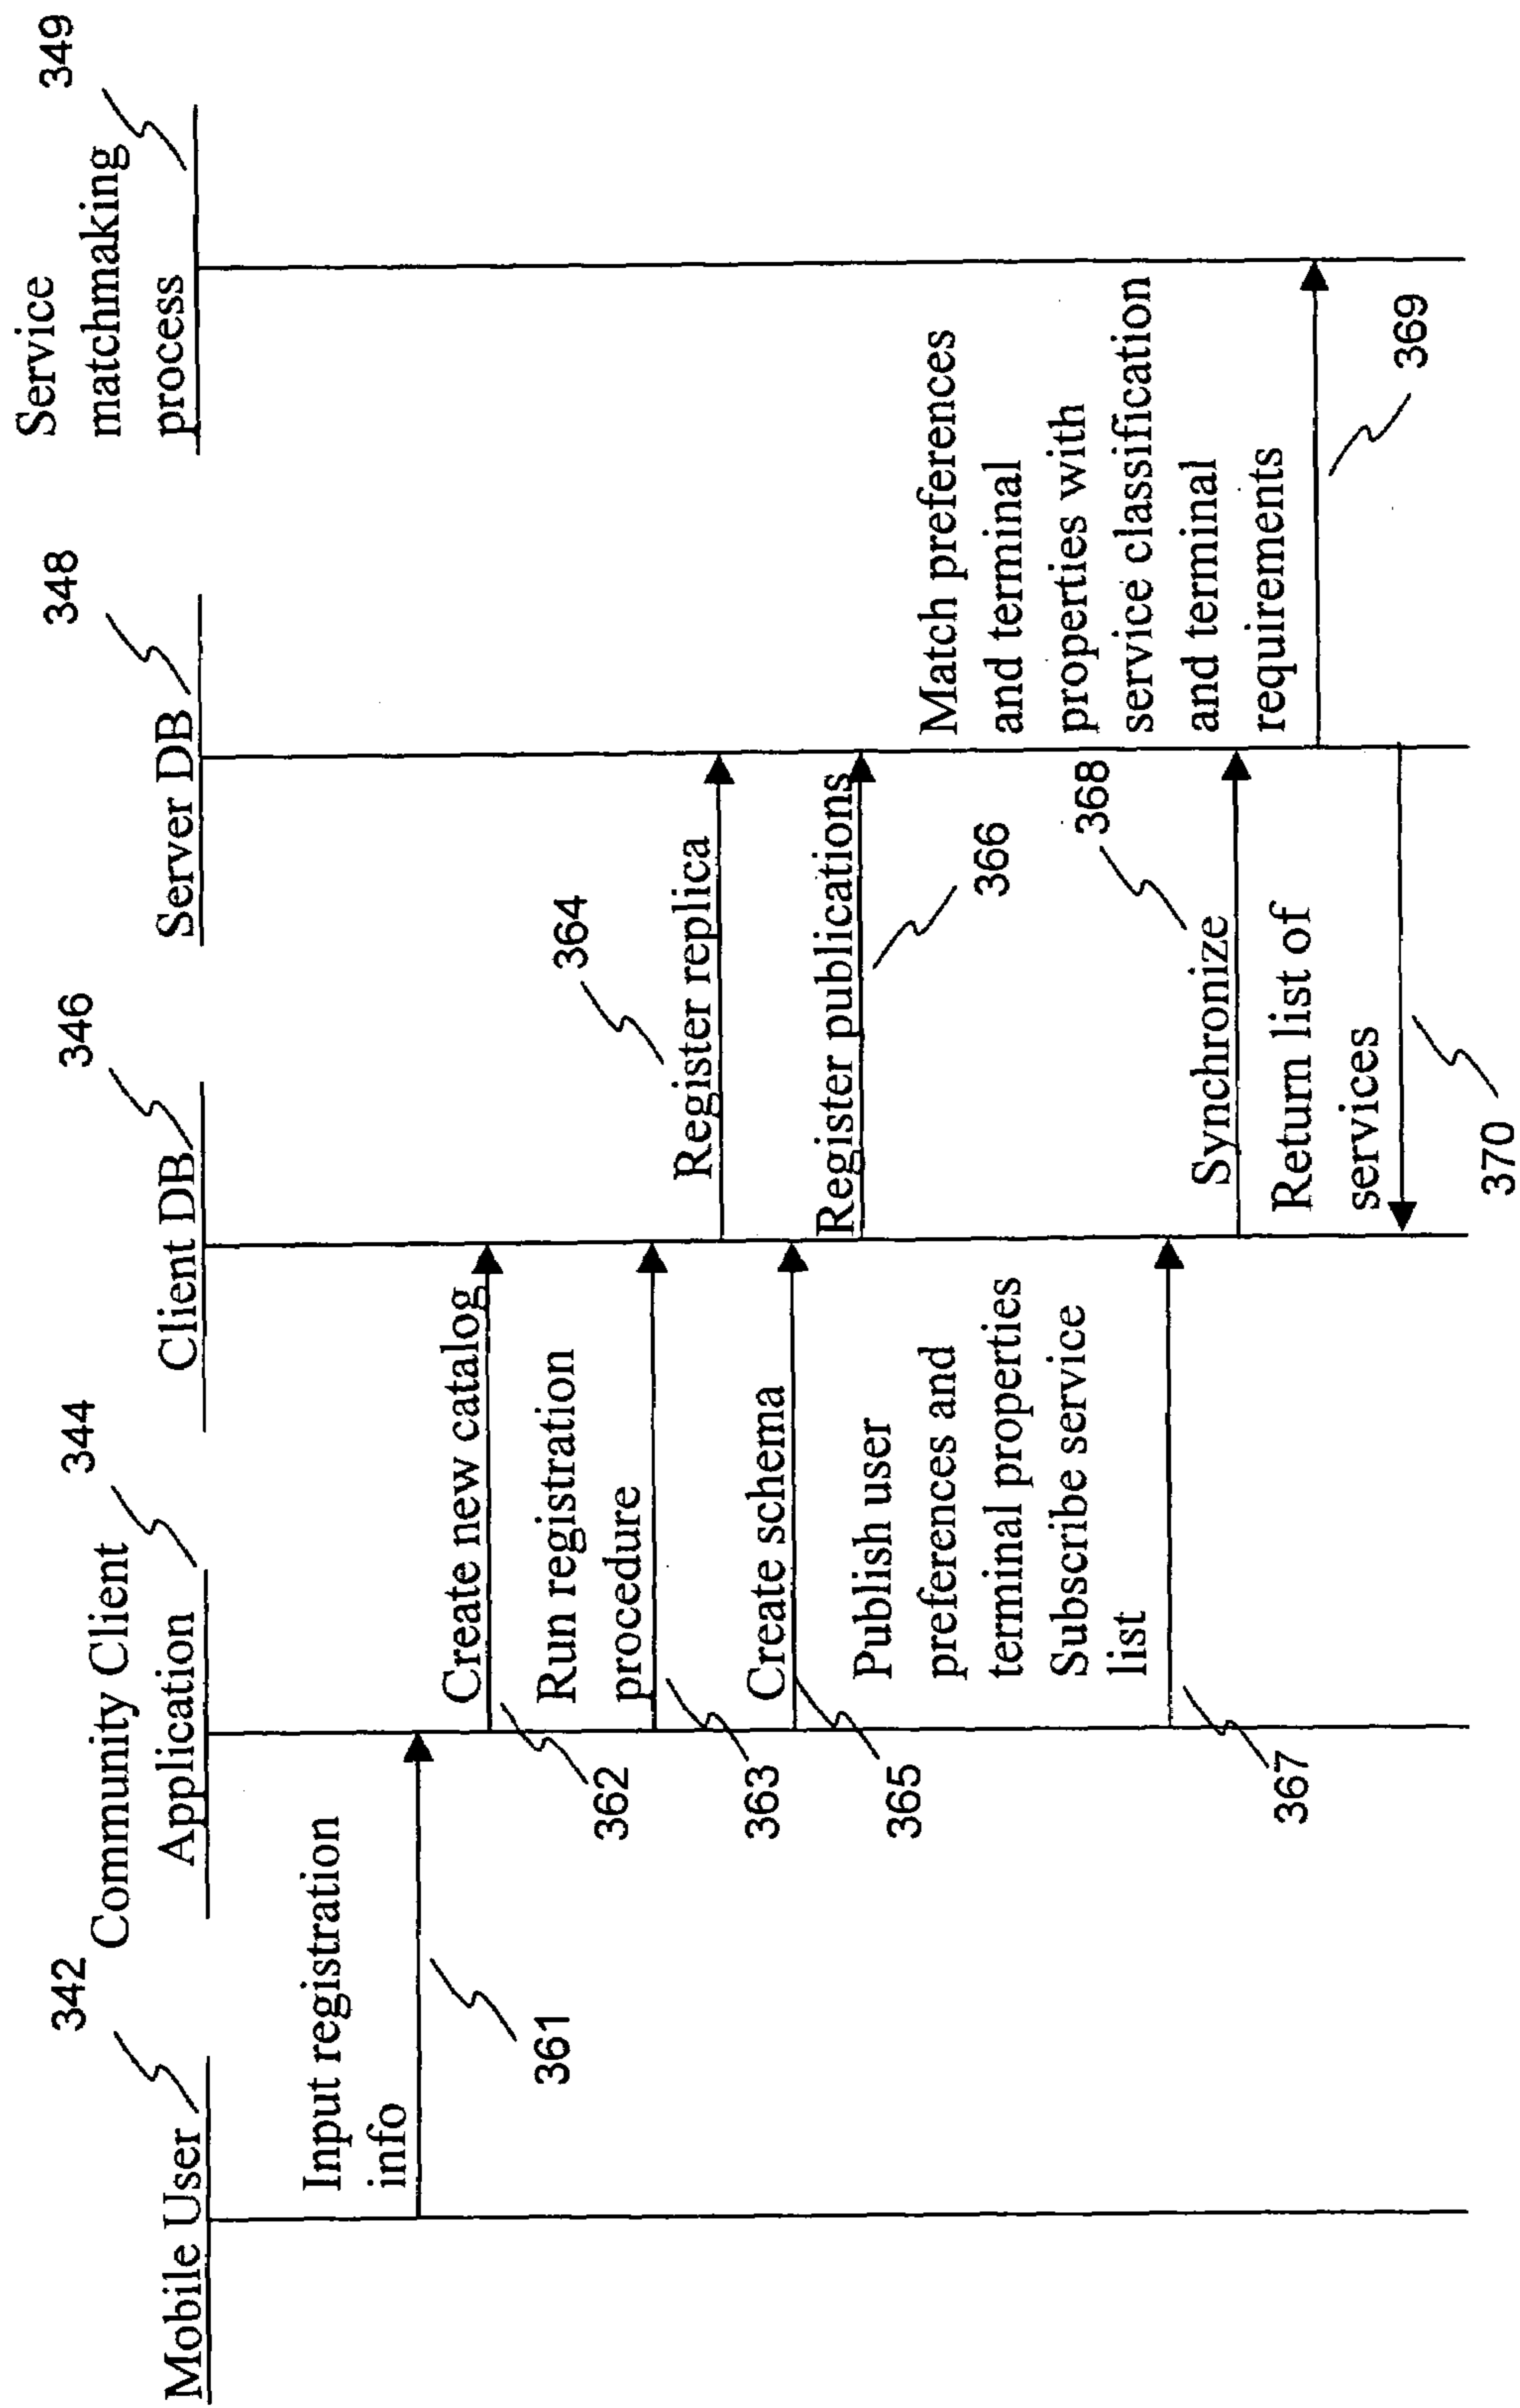 Mobile User
342
Community Client
Application
344
Client DB
346
Server DB
348
Service
matchmaking
process
349
Input registration
info
361
Create new catalog
362
Run registration
procedure
363
Register replica
364
Create schema
365
Register publications
366
Publish user
preferences and
terminal properties
Subscribe service
list
367
Synchronize
368
Match preferences
and terminal
properties with
service classification
and terminal
requirements
369
Return list of
services
370